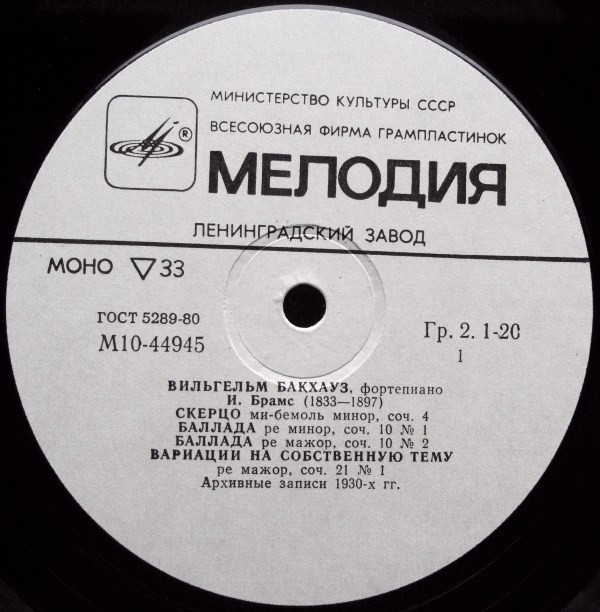 МИНИСТЕРСТВО КУЛЬТУРЫ СССР
ВСЕСОЮЗНАЯ ФИРМА ГРАМПЛАСТИНОК
®
МЕЛОДИЯ
ЛЕНИНГРАДСКИЙ ЗАВОД
МОНО ▽ 33
ГОСТ 5289-80
М10-44945
Гр. 2. 1-20
1
ВИЛЬГЕЛЬМ БАКХАУЗ, фортепиано
И. Брамс (1833—1897)
СКЕРЦО ми-бемоль минор, соч. 4
БАЛЛАДА ре минор, соч. 10 № 1
БАЛЛАДА ре мажор, соч. 10 № 2
ВАРИАЦИИ НА СОБСТВЕННУЮ ТЕМУ
ре мажор, соч. 21 № 1
Архивные записи 1930-х гг.